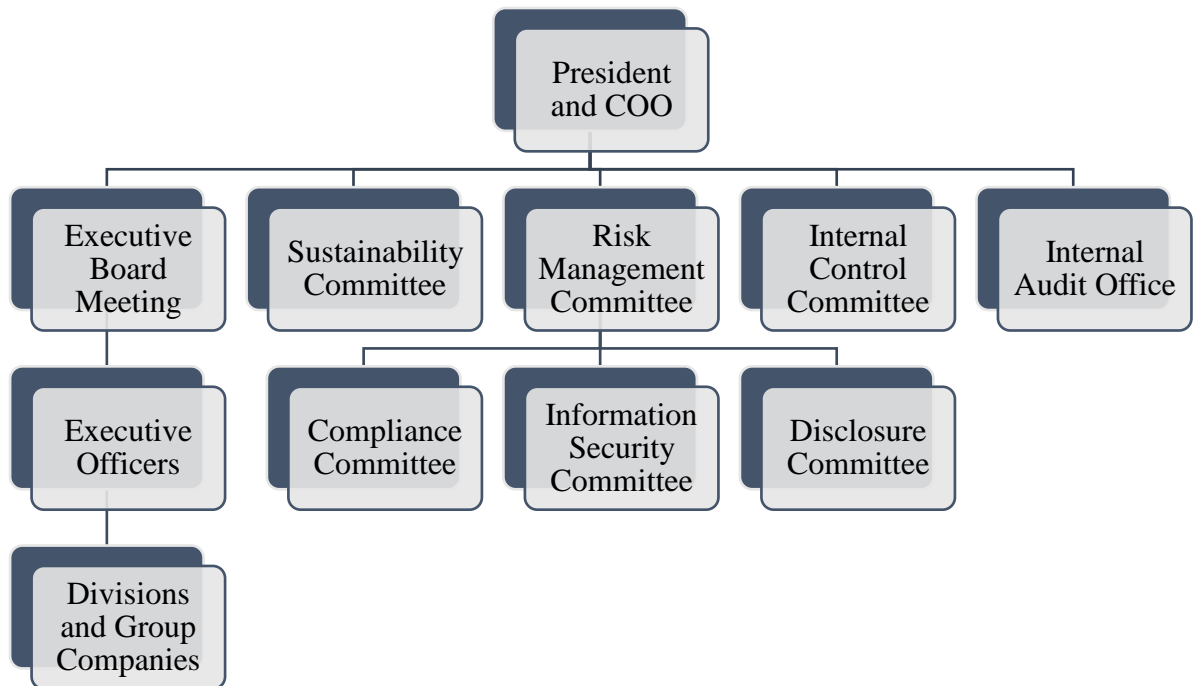 President
and COO
Executive
Board
Meeting
Sustainability
Committee
Risk
Management
Committee
Internal
Control
Committee
Internal
Audit Office
Executive
Officers
Compliance
Committee
Information
Security
Committee
Disclosure
Committee
Divisions
and Group
Companies